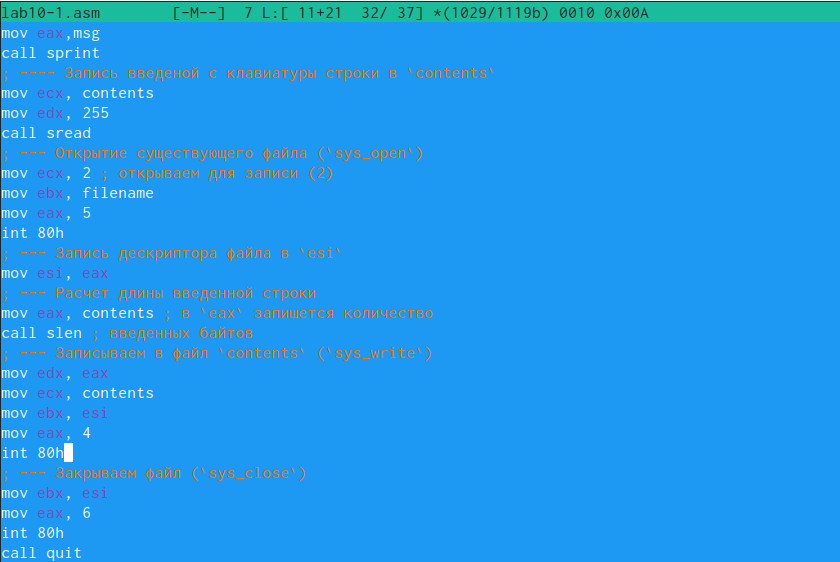 lab10-1.asm [-M--] 7 L:[ 11+21 32/ 37] *(1029/1119b) 0010 0x00A
mov eax,msg
call sprint
; ---- Запись введеной с клавиатуры строки в `contents`
mov ecx, contents
mov edx, 255
call sread
; --- Открытие существующего файла (`sys_open`)
mov ecx, 2 ; открываем для записи (2)
mov ebx, filename
mov eax, 5
int 80h
; --- Запись дескриптора файла в `esi`
mov esi, eax
; --- Расчет длины введенной строки
mov eax, contents ; в `eax` запишется количество
call slen ; введенных байтов
; --- Записываем в файл `contents` (`sys_write`)
mov edx, eax
mov ecx, contents
mov ebx, esi
mov eax, 4
int 80h
; --- Закрываем файл (`sys_close`)
mov ebx, esi
mov eax, 6
int 80h
call quit